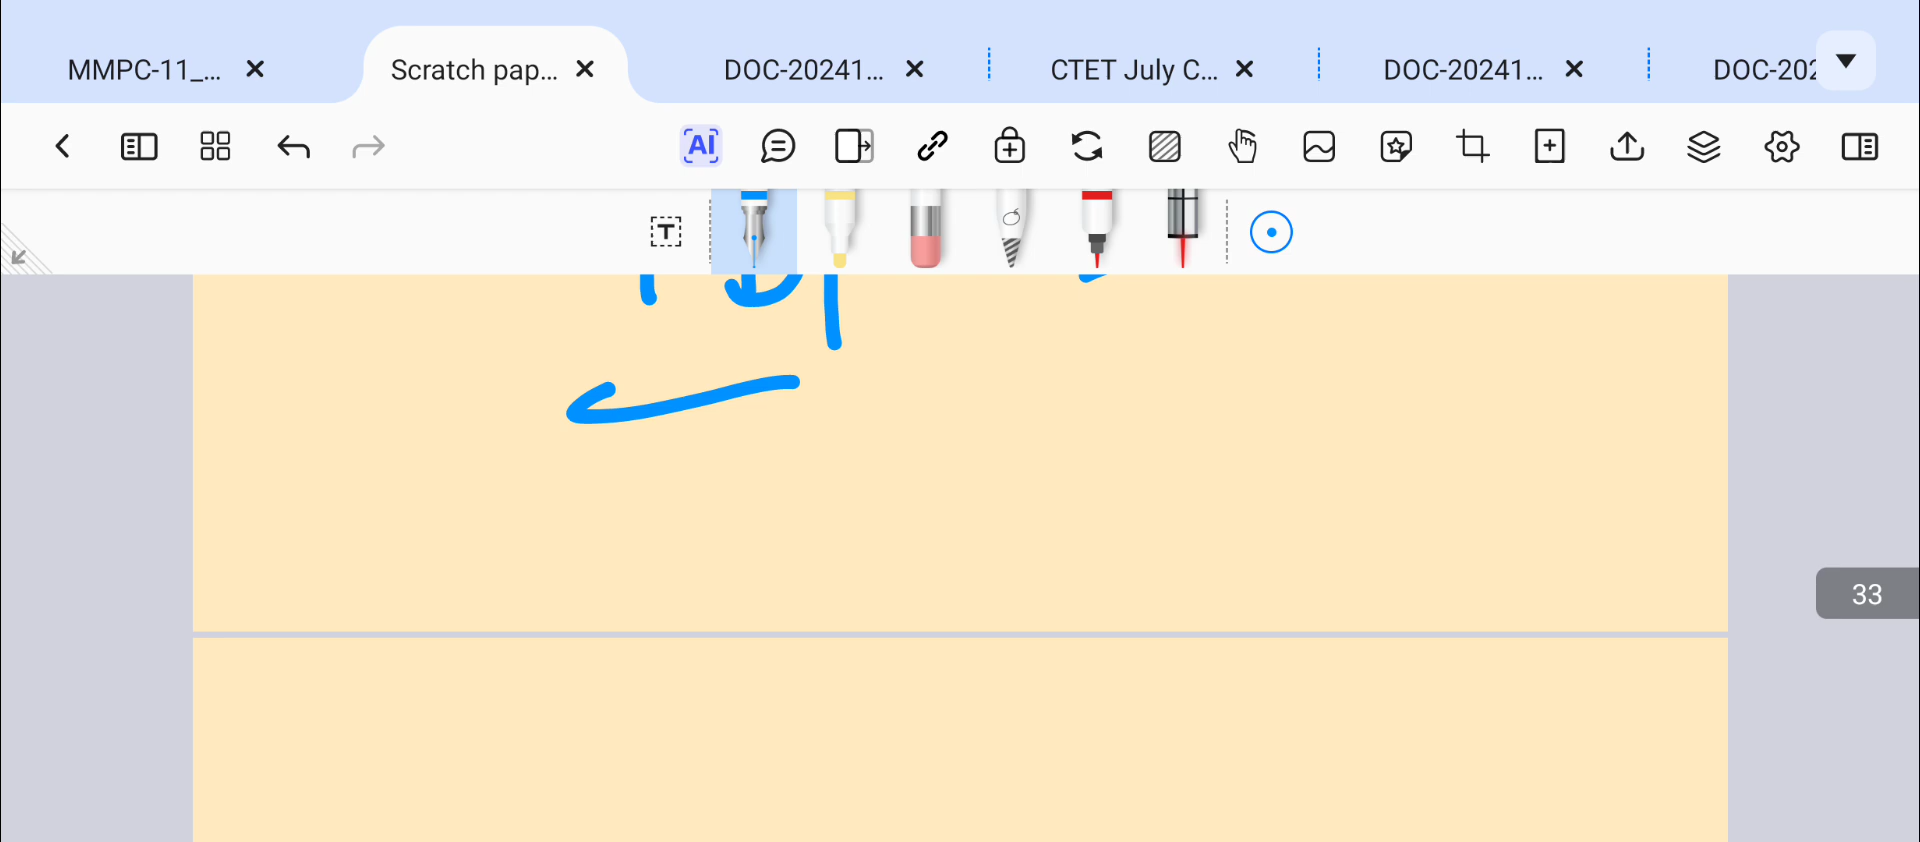 MMPC-11_...
Scratch pap...
DOC-20241...
CTET July C...
DOC-20241...
DOC-202
AI
T
33